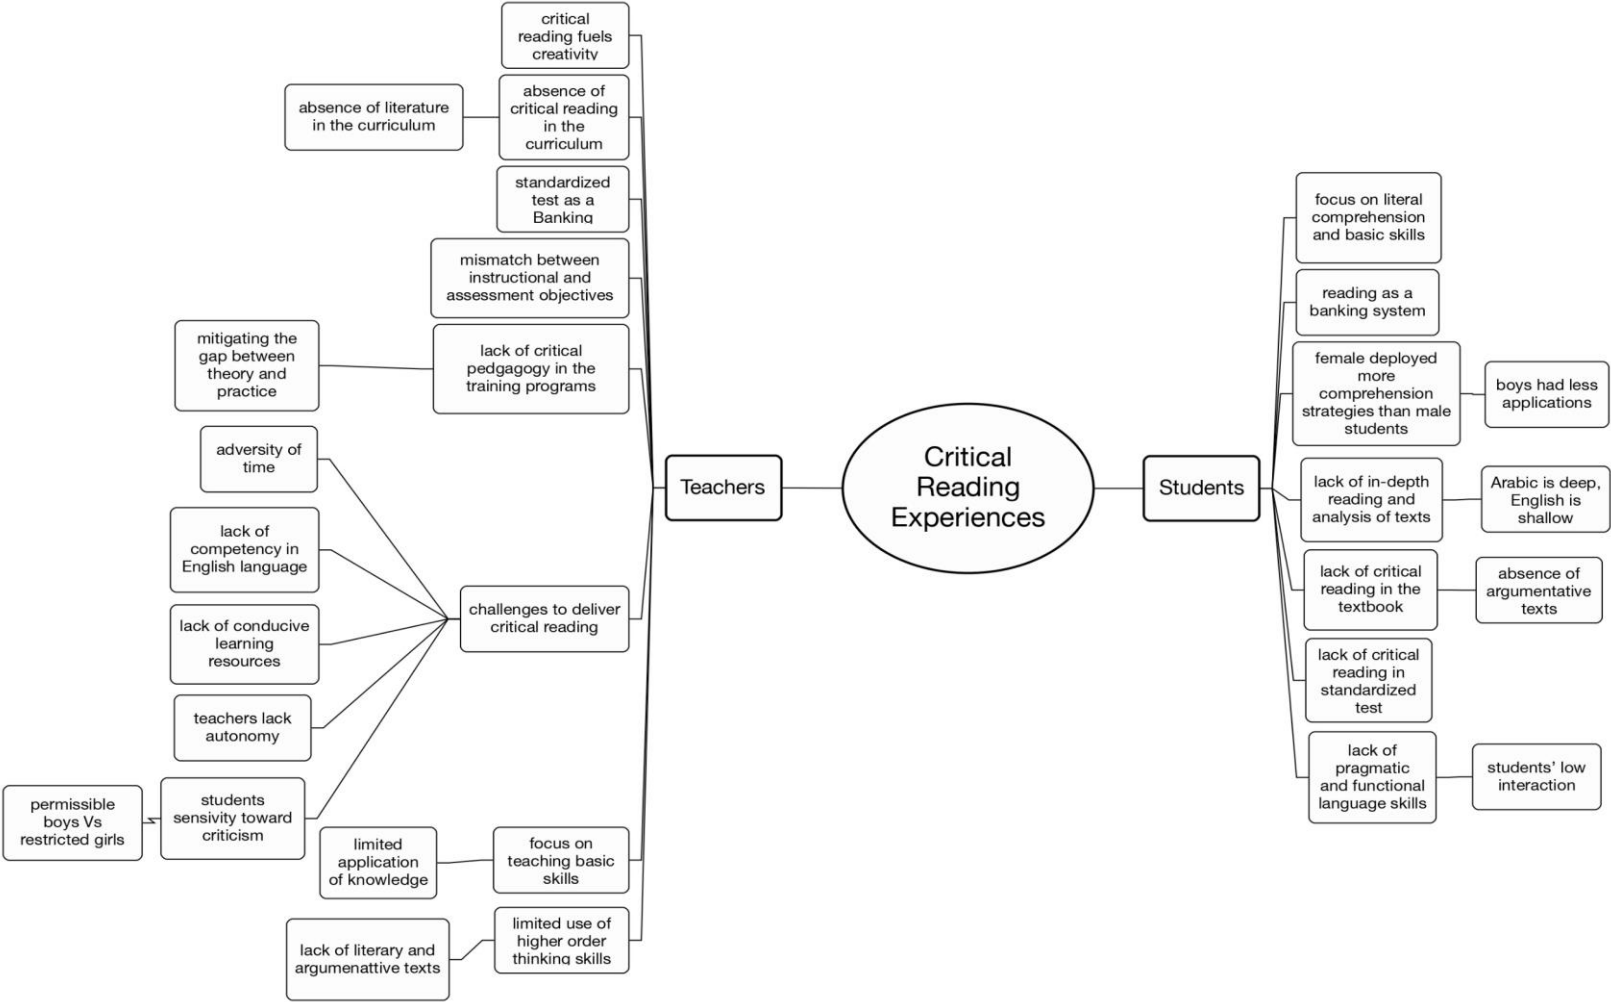 critical
reading fuels
creativity
absence of literature
in the curriculum
absence of
critical reading
in the
curriculum
standardized
test as a
Banking
mismatch between
instructional and
assessment objectives
mitigating the
gap between
theory and
practice
lack of critical
pedgagogy in the
training programs
adversity of
time
lack of
competency in
English language
lack of conducive
learning
resources
teachers lack
autonomy
challenges to deliver
critical reading
permissible
boys Vs
restricted girls
students
sensivity toward
criticism
limited
application
of knowledge
focus on
teaching basic
skills
lack of literary and
argumenattive texts
limited use of
higher order
thinking skills
Teachers
Critical
Reading
Experiences
Students
focus on literal
comprehension
and basic skills
reading as a
banking system
female deployed
more
comprehension
strategies than male
students
boys had less
applications
lack of in-depth
reading and
analysis of texts
Arabic is deep,
English is
shallow
lack of critical
reading in the
textbook
absence of
argumentative
texts
lack of critical
reading in
standardized
test
lack of
pragmatic
and functional
language skills
students' low
interaction